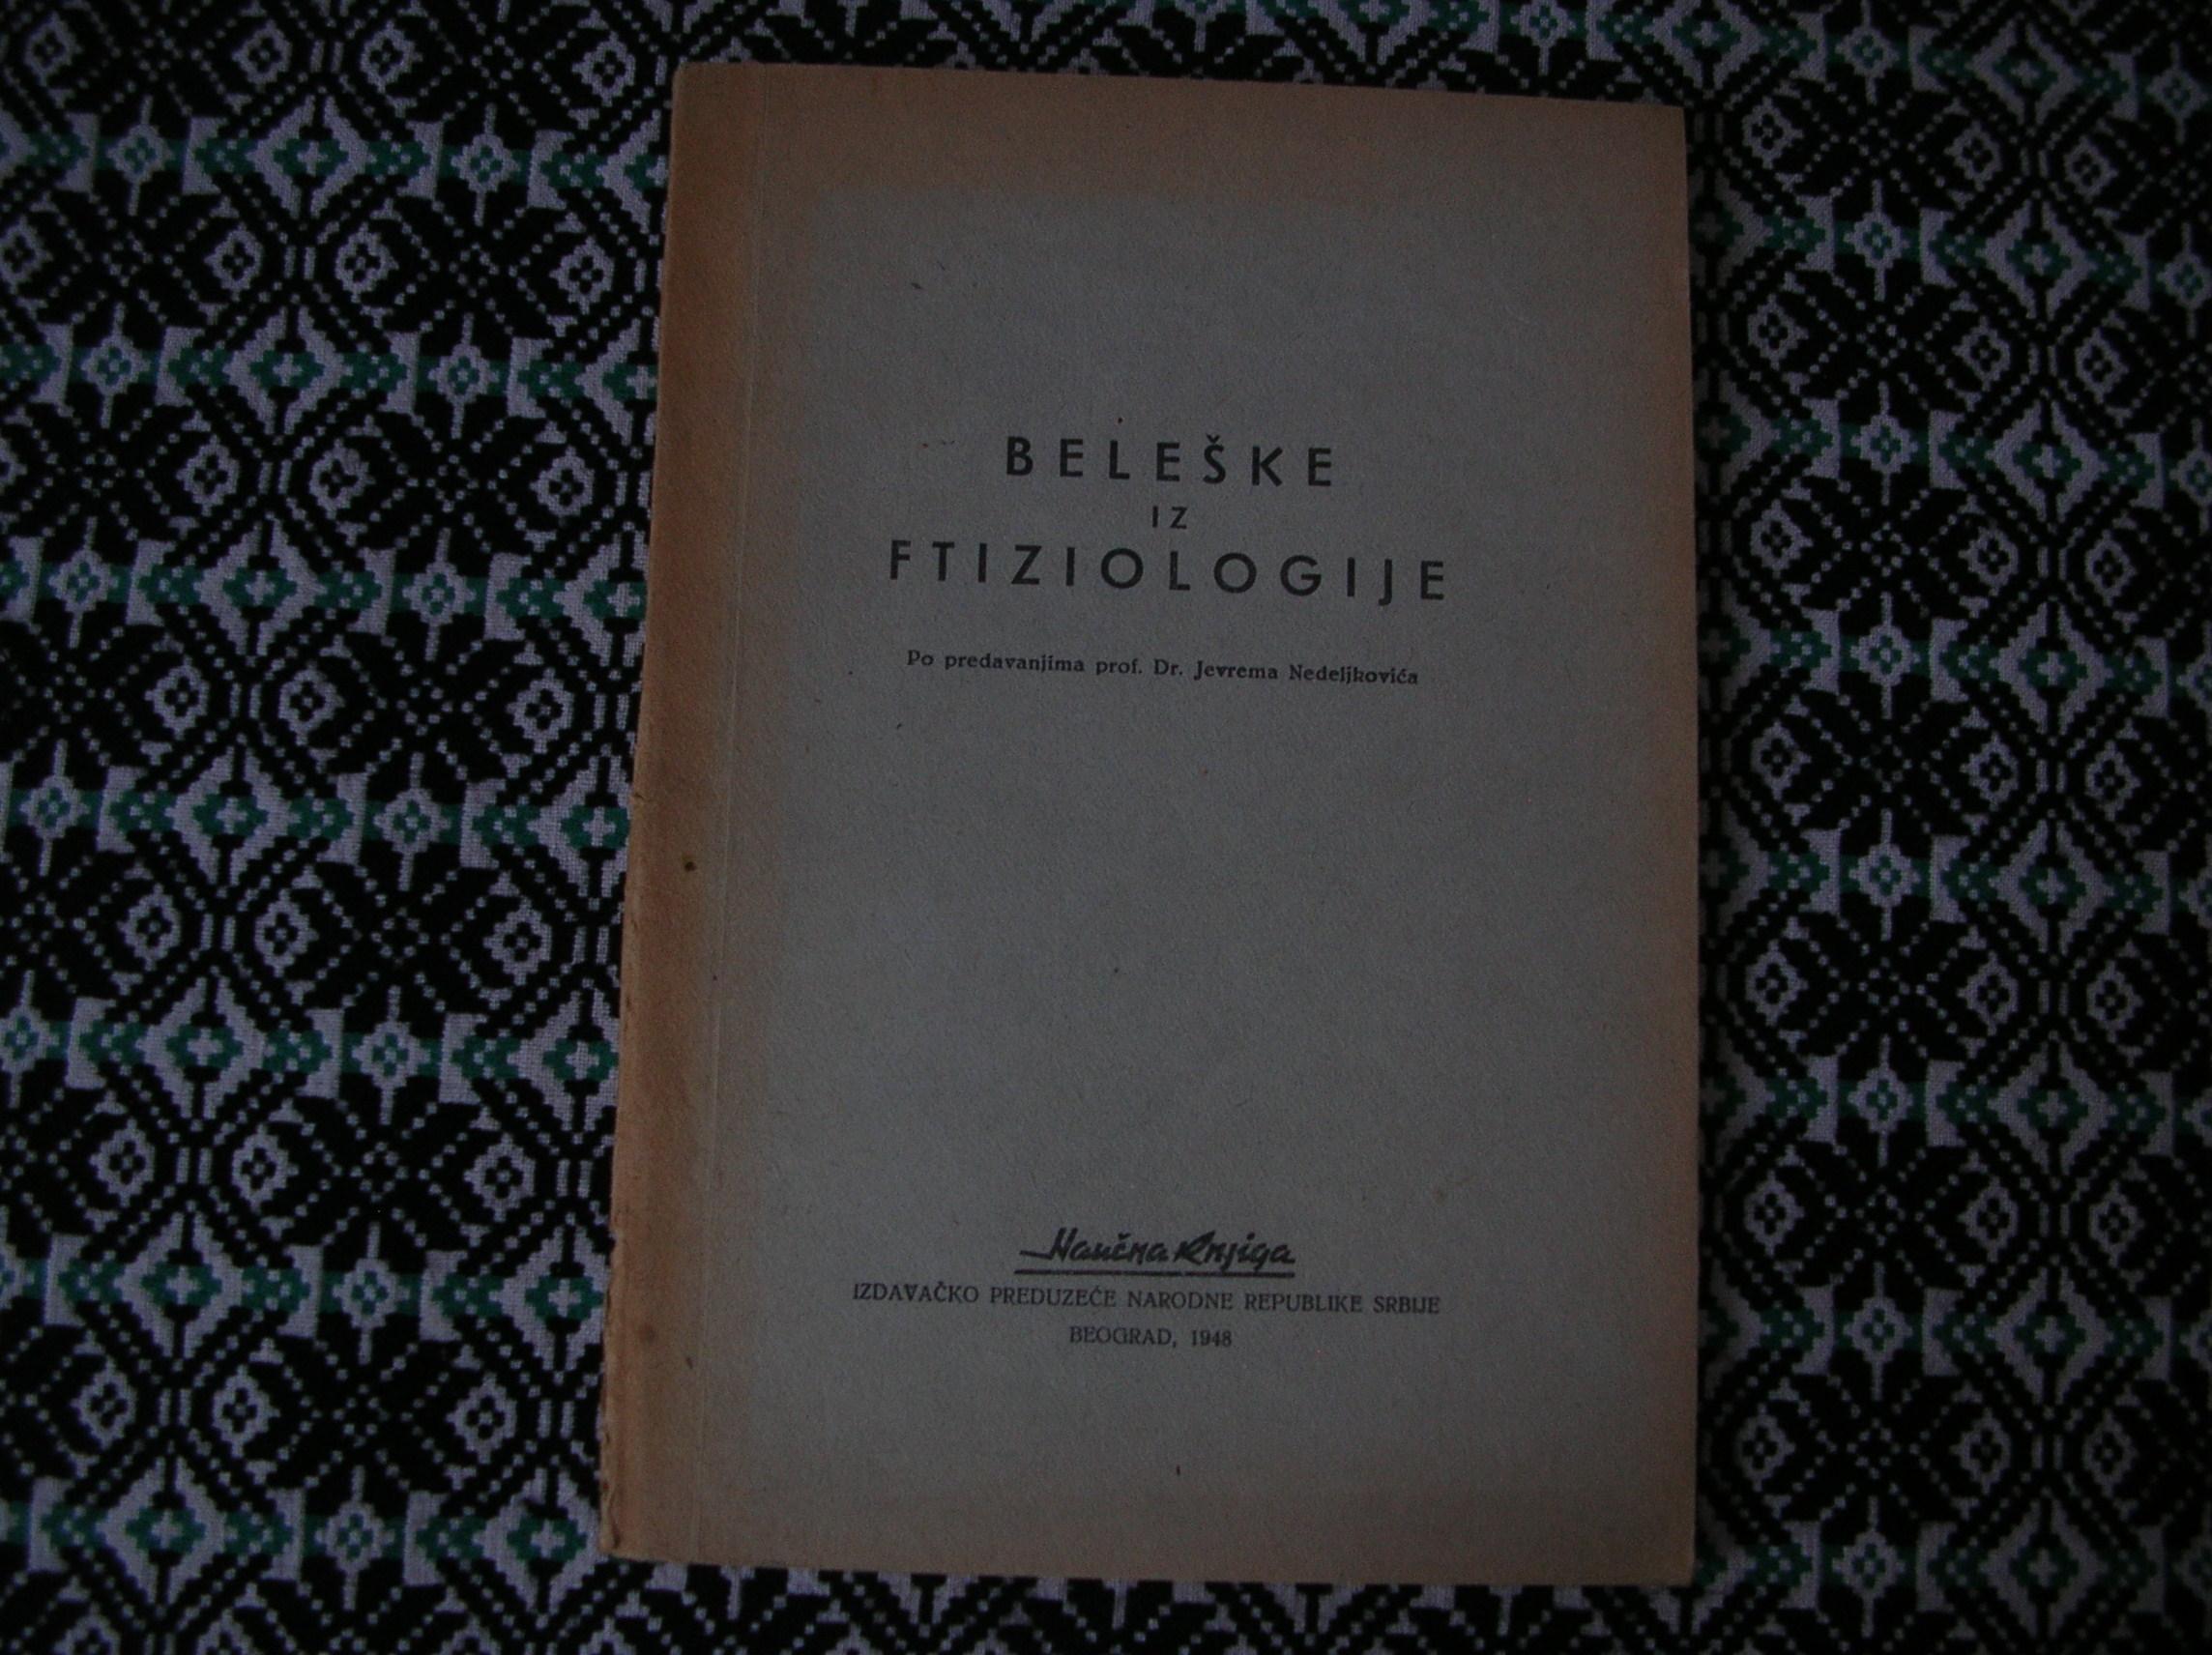 BELEŠKE
IZ
FTIZIOLOGIJE
Po predavanjima prof. Dr. Jevrema Nedeljkovića
Naučna Knjiga
IZDAVAČKO PREDUZEĆE NARODNE REPUBLIKE SRBIJE
BEOGRAD, 1948